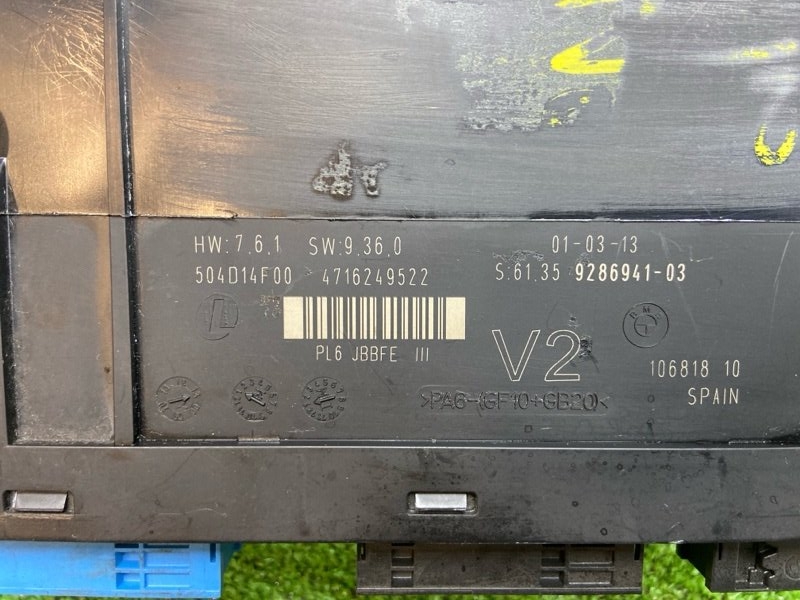 HW:7,6,1 SW:9,36,0 01-03-13
504D14F00 4716249522 S:61.35 9286941-03
BMW
PL6 JBBFE III
V2
106818 10
>PA6-(GF10+GB20)<
SPAIN